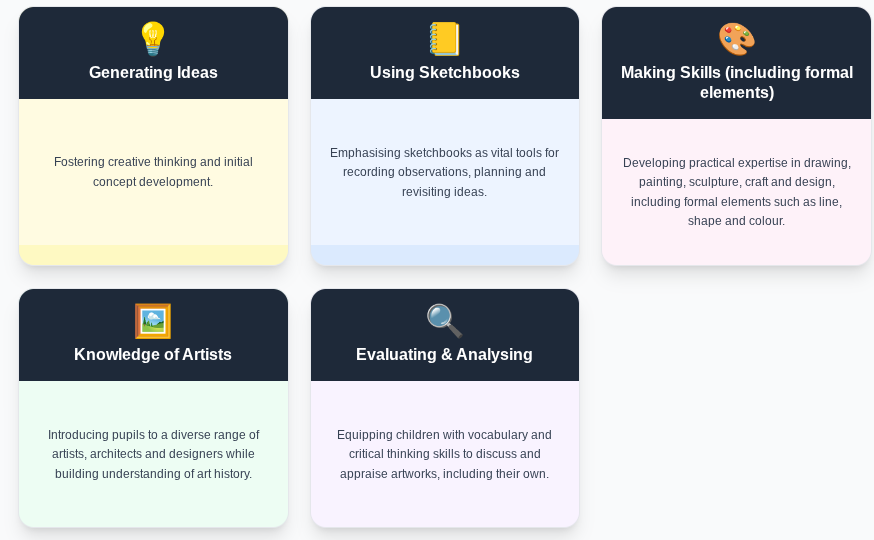 Generating Ideas
Fostering creative thinking and initial
concept development.
Using Sketchbooks
Emphasising sketchbooks as vital tools for
recording observations, planning and
revisiting ideas.
Making Skills (including formal
elements)
Developing practical expertise in drawing,
painting, sculpture, craft and design,
including formal elements such as line,
shape and colour.
Knowledge of Artists
Introducing pupils to a diverse range of
artists, architects and designers while
building understanding of art history.
Evaluating & Analysing
Equipping children with vocabulary and
critical thinking skills to discuss and
appraise artworks, including their own.